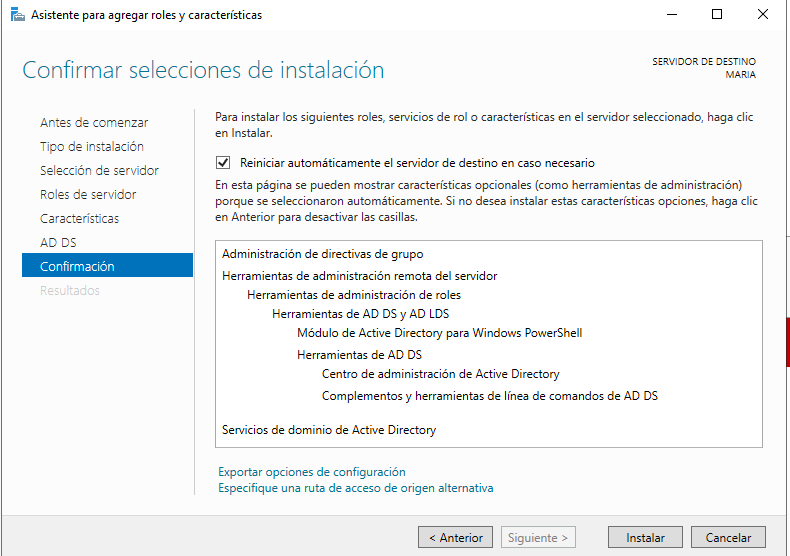 Asistente para agregar roles y características
Confirmar selecciones de instalación
SERVIDOR DE DESTINO
MARIA
Antes de comenzar
Tipo de instalación
Selección de servidor
Roles de servidor
Características
AD DS
Confirmación
Resultados
Para instalar los siguientes roles, servicios de rol o características en el servidor seleccionado, haga clic
en Instalar.
Reiniciar automáticamente el servidor de destino en caso necesario
En esta página se pueden mostrar características opcionales (como herramientas de administración)
porque se seleccionaron automáticamente. Si no desea instalar estas características opciones, haga clic
en Anterior para desactivar las casillas.
Administración de directivas de grupo
Herramientas de administración remota del servidor
Herramientas de administración de roles
Herramientas de AD DS y AD LDS
Módulo de Active Directory para Windows PowerShell
Herramientas de AD DS
Centro de administración de Active Directory
Complementos y herramientas de línea de comandos de AD DS
Servicios de dominio de Active Directory
Exportar opciones de configuración
Especifique una ruta de acceso de origen alternativa
< Anterior
Siguiente >
Instalar
Cancelar